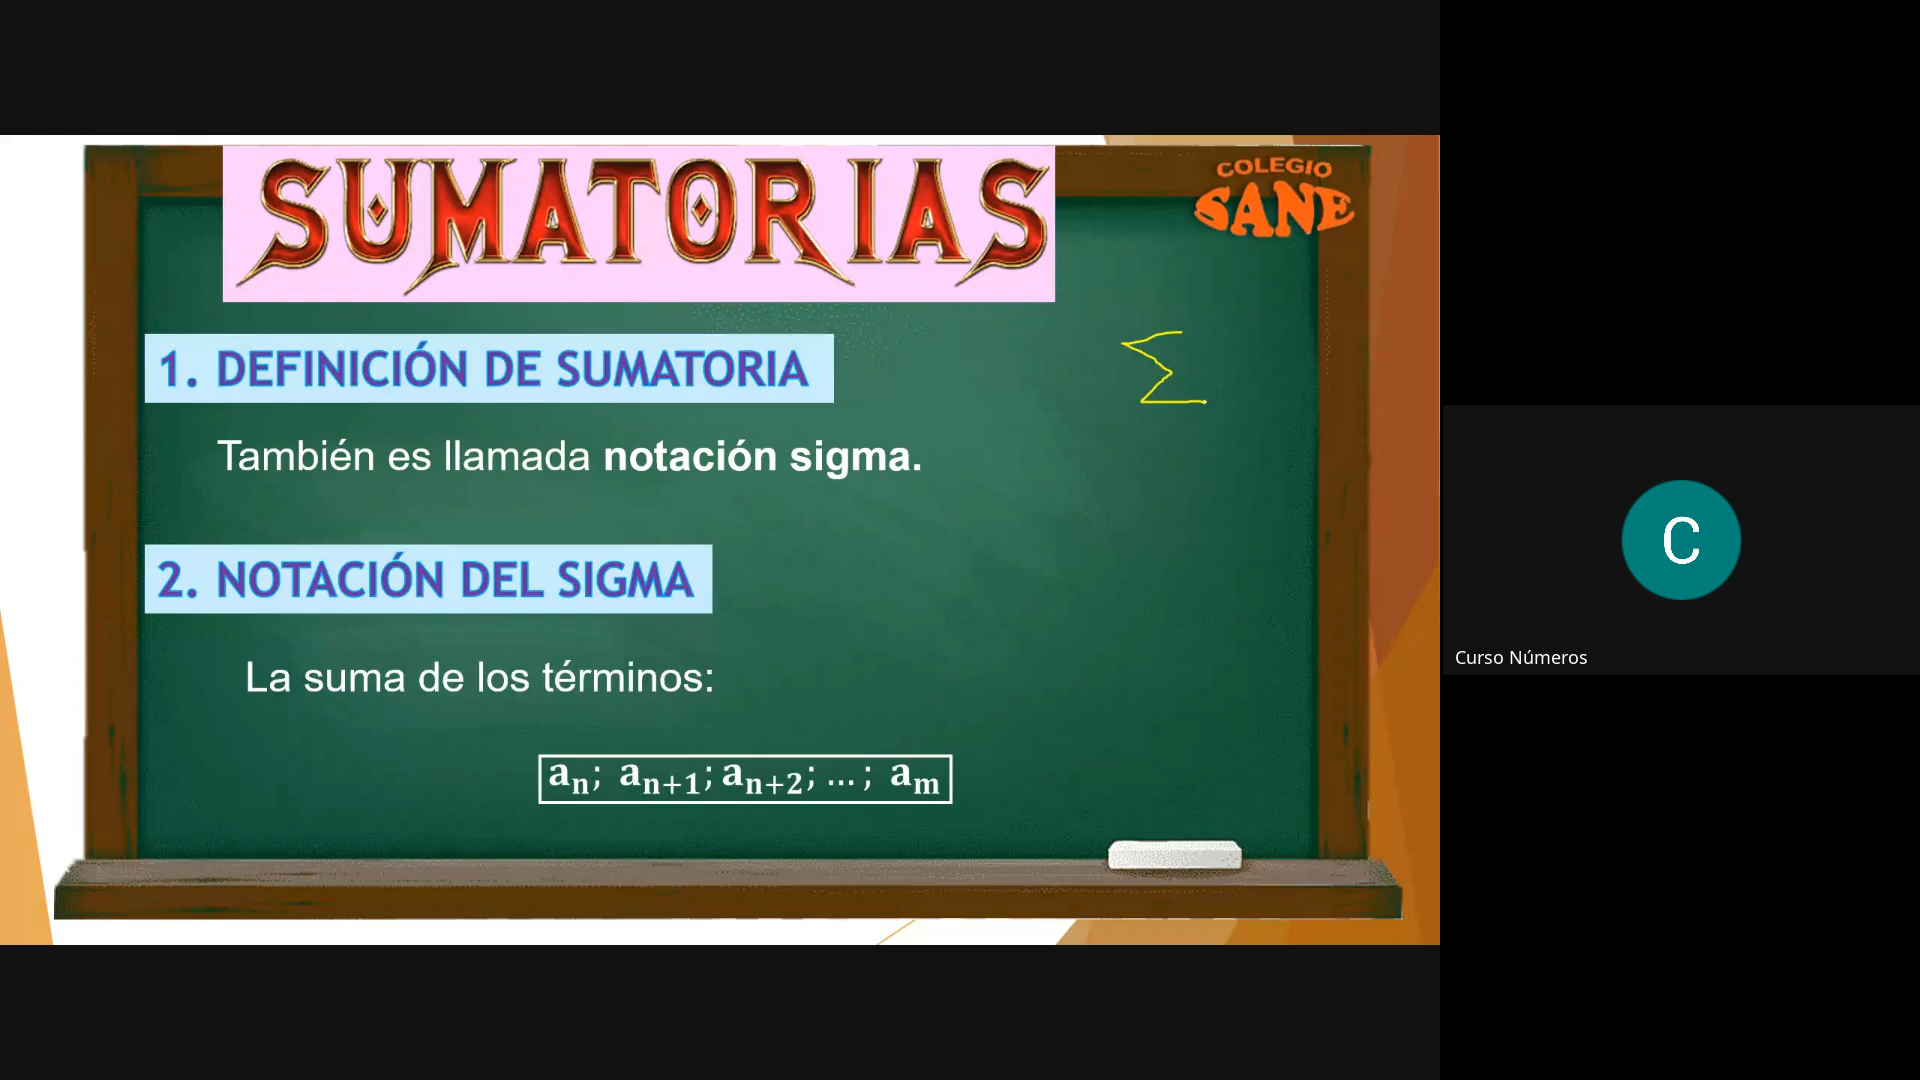 SUMATORIAS
COLEGIO
SANE
1. DEFINICIÓN DE SUMATORIA
Σ
También es llamada notación sigma.
2. NOTACIÓN DEL SIGMA
La suma de los términos:
aₙ; aₙ₊₁; aₙ₊₂; ...; aₘ
C
Curso Números